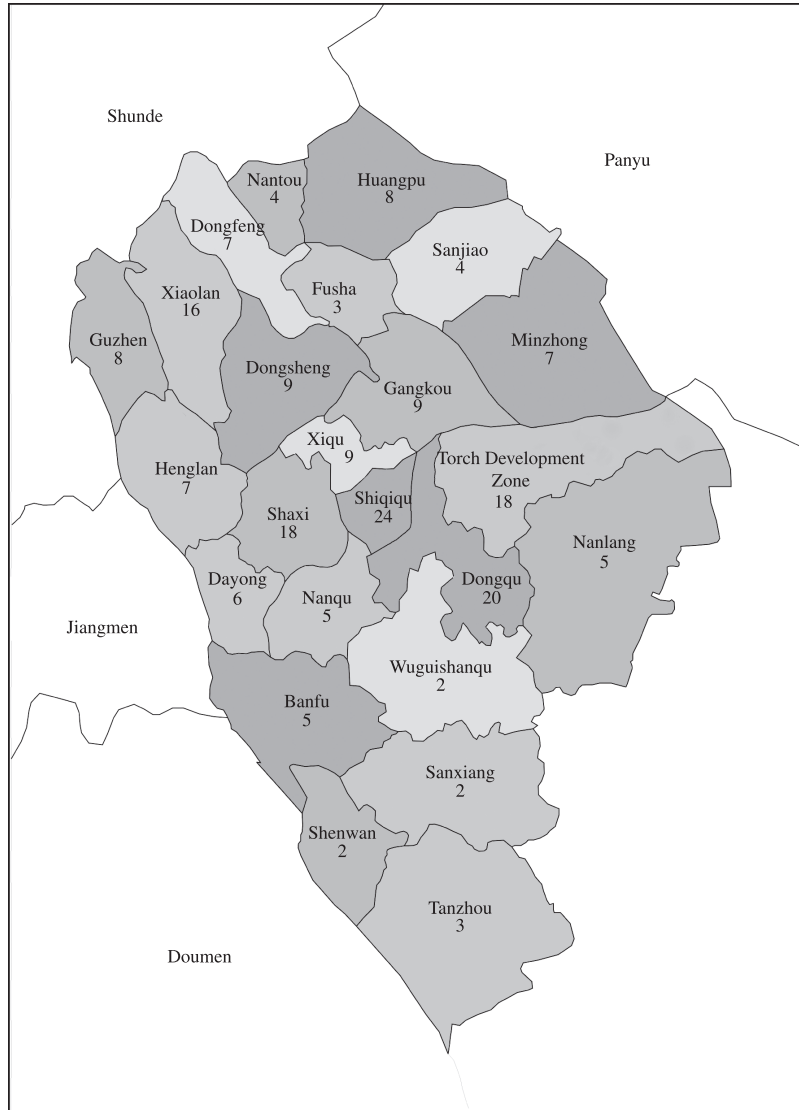 Shunde
Panyu
Nantou
4
Huangpu
8
Dongfeng
7
Sanjiao
4
Xiaolan
16
Fusha
3
Guzhen
8
Minzhong
7
Dongsheng
9
Gangkou
9
Xiqu
9
Henglan
7
Torch Development
Zone
18
Shiqiqu
24
Shaxi
18
Nanlang
5
Dayong
6
Dongqu
20
Nanqu
5
Jiangmen
Wuguishanqu
2
Banfu
5
Sanxiang
2
Shenwan
2
Tanzhou
3
Doumen